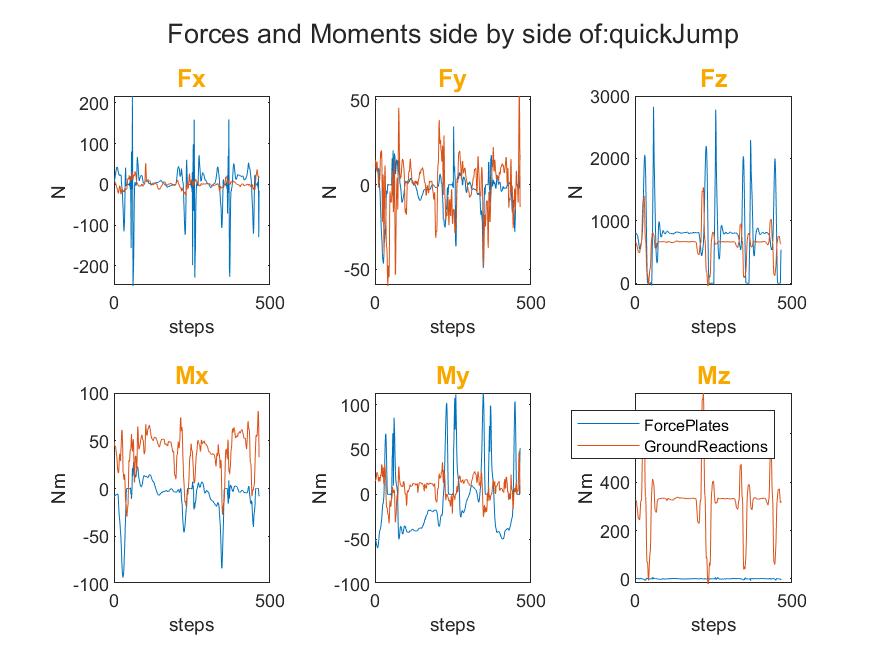 Forces and Moments side by side of:quickJump
Fx
200
100
0
-100
-200
N
0
500
steps
Fy
50
0
-50
N
0
500
steps
Fz
3000
2000
1000
0
N
0
500
steps
Mx
100
50
0
-50
-100
Nm
0
500
steps
My
100
50
0
-50
-100
Nm
0
500
steps
Mz
ForcePlates
GroundReactions
400
200
0
Nm
0
500
steps